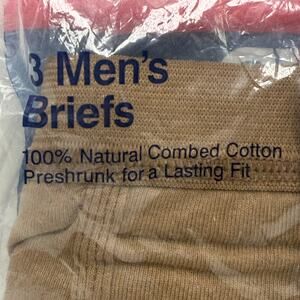 3 Men's
Briefs
100% Natural Combed Cotton
Preshrunk for a Lasting Fit